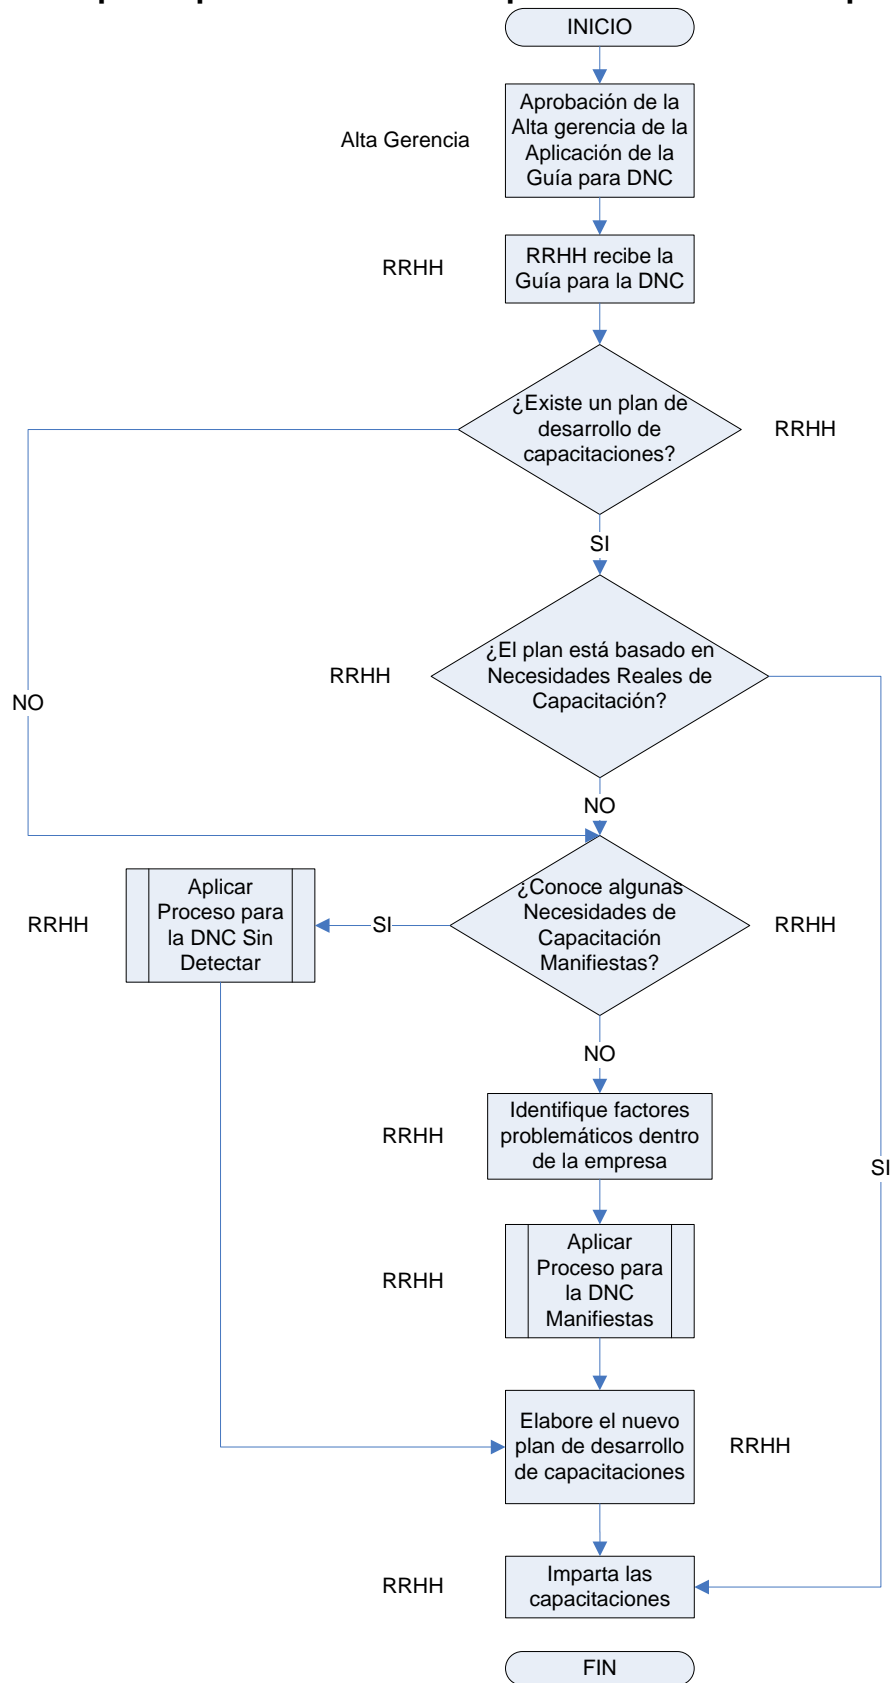 INICIO
Aprobación de la
Alta gerencia de la
Aplicación de la
Guía para DNC
Alta Gerencia
RRHH recibe la
Guía para la DNC
RRHH
¿Existe un plan de
desarrollo de
capacitaciones?
RRHH
SI
¿El plan está basado en
Necesidades Reales de
Capacitación?
RRHH
NO
NO
¿Conoce algunas
Necesidades de
Capacitación
Manifiestas?
RRHH
SI
Aplicar
Proceso para
la DNC Sin
Detectar
RRHH
NO
Identifique factores
problemáticos dentro
de la empresa
RRHH
SI
Aplicar
Proceso para
la DNC
Manifiestas
RRHH
Elabore el nuevo
plan de desarrollo
de capacitaciones
RRHH
Imparta las
capacitaciones
RRHH
FIN